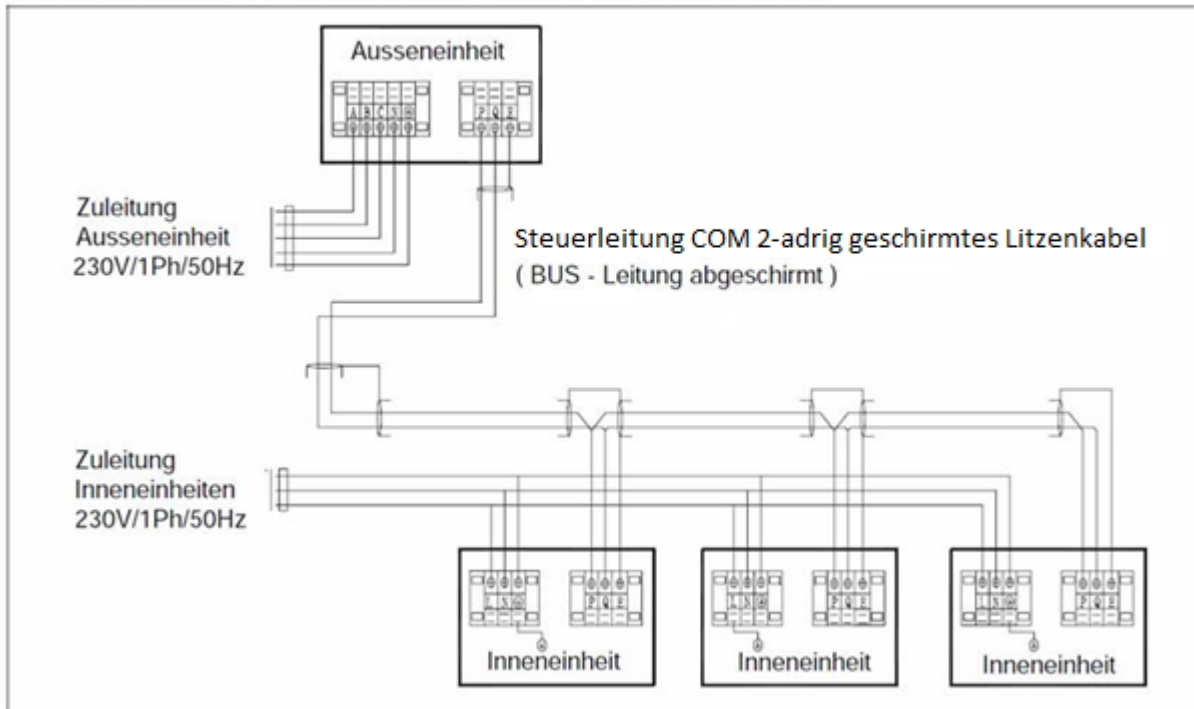 Ausseneinheit
A B C N
P Q E
Zuleitung
Ausseneinheit
230V/1Ph/50Hz
Steuerleitung COM 2-adrig geschirmtes Litzenkabel
( BUS - Leitung abgeschirmt )
Zuleitung
Inneneinheiten
230V/1Ph/50Hz
L N
P Q E
L N
P Q E
L N
P Q E
Inneneinheit
Inneneinheit
Inneneinheit